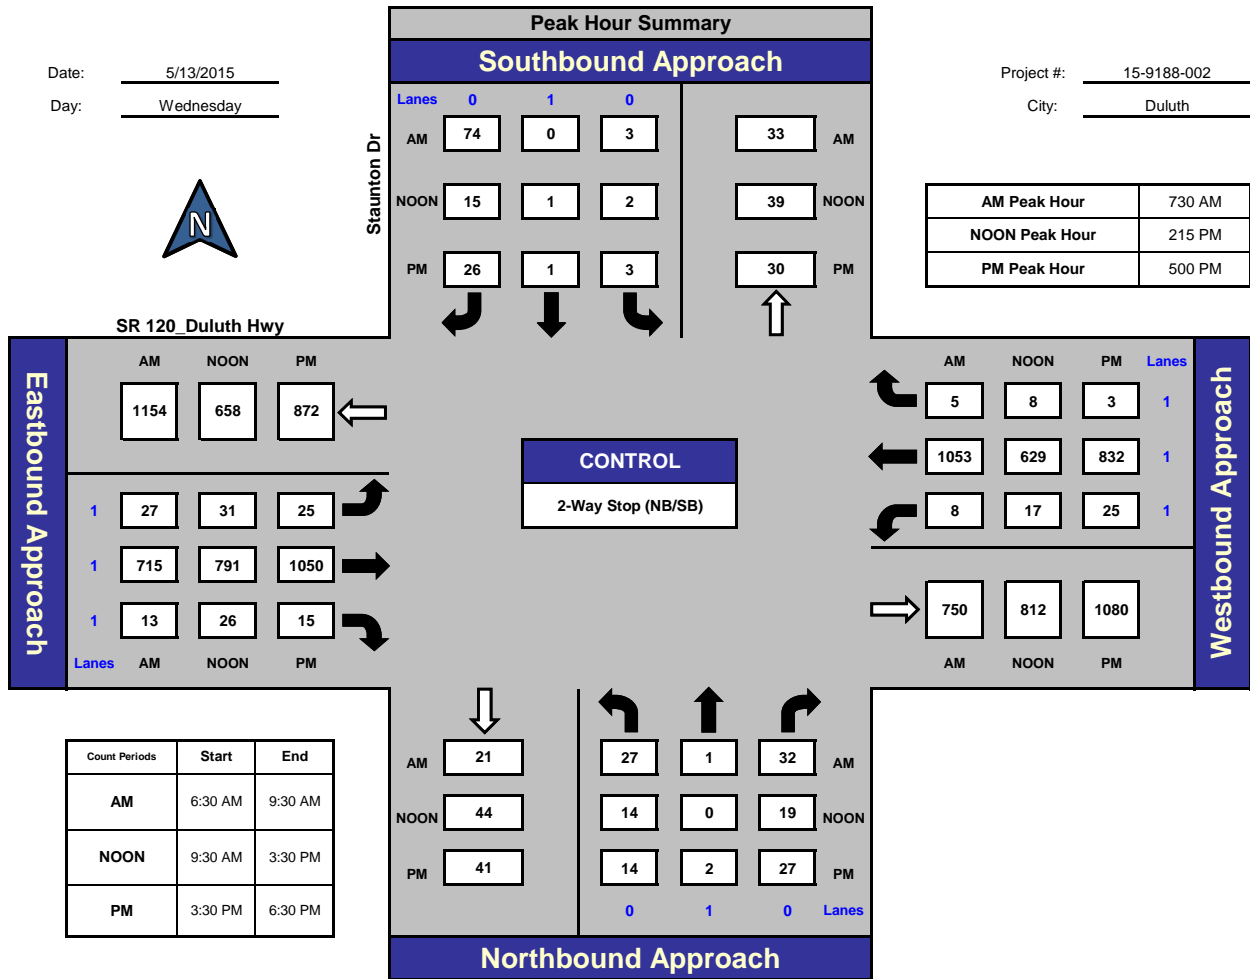 Peak Hour Summary
Southbound Approach
Date: 5/13/2015
Day: Wednesday
Project #: 15-9188-002
City: Duluth
N
Staunton Dr
SR 120_Duluth Hwy
Lanes 0 1 0
AM 74 0 3 33 AM
NOON 15 1 2 39 NOON
PM 26 1 3 30 PM
AM Peak Hour 730 AM
NOON Peak Hour 215 PM
PM Peak Hour 500 PM
Eastbound Approach
AM NOON PM
1154 658 872
1 27 31 25
1 715 791 1050
1 13 26 15
Lanes AM NOON PM
CONTROL
2-Way Stop (NB/SB)
Westbound Approach
AM NOON PM Lanes
5 8 3 1
1053 629 832 1
8 17 25 1
750 812 1080
AM NOON PM
Count Periods Start End
AM 6:30 AM 9:30 AM
NOON 9:30 AM 3:30 PM
PM 3:30 PM 6:30 PM
AM 21 27 1 32 AM
NOON 44 14 0 19 NOON
PM 41 14 2 27 PM
0 1 0 Lanes
Northbound Approach